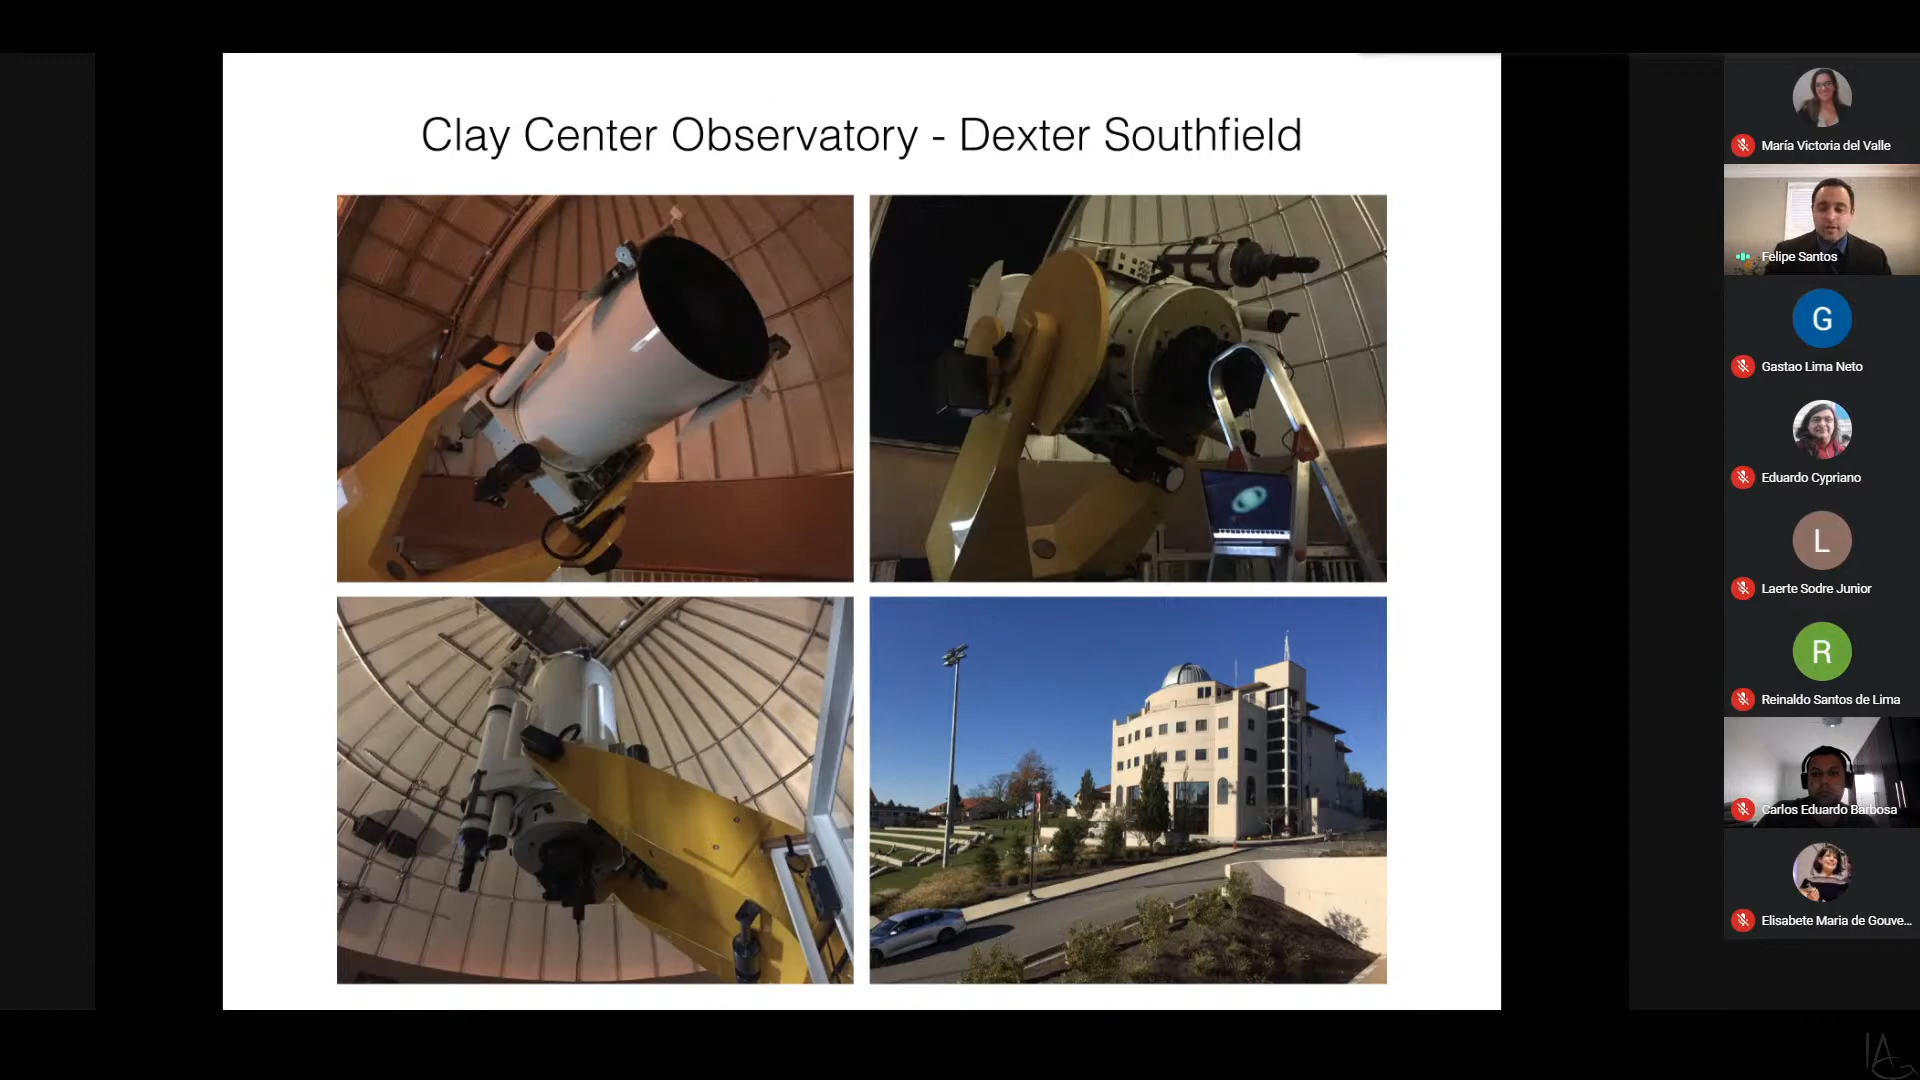 Clay Center Observatory - Dexter Southfield
María Victoria del Valle
Felipe Santos
G
Gastao Lima Neto
Eduardo Cypriano
L
Laerte Sodre Junior
R
Reinaldo Santos de Lima
Carlos Eduardo Barbosa
Elisabete Maria de Gouve...
IAG